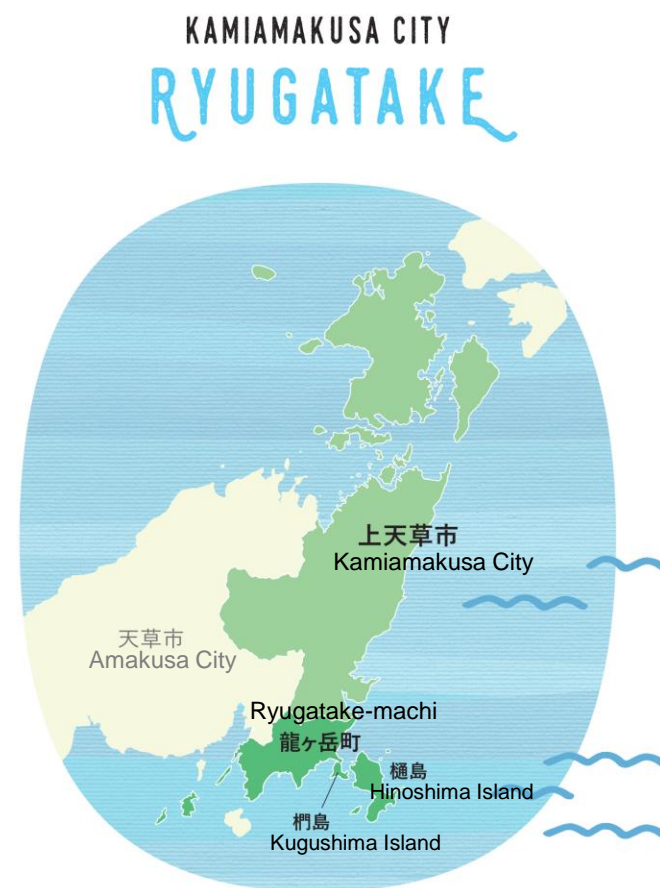 KAMIAMAKUSA CITY
RYUGATAKE
上天草市
Kamiamakusa City
天草市
Amakusa City
Ryugatake-machi
龍ヶ岳町
樋島
Hinoshima Island
椚島
Kugushima Island